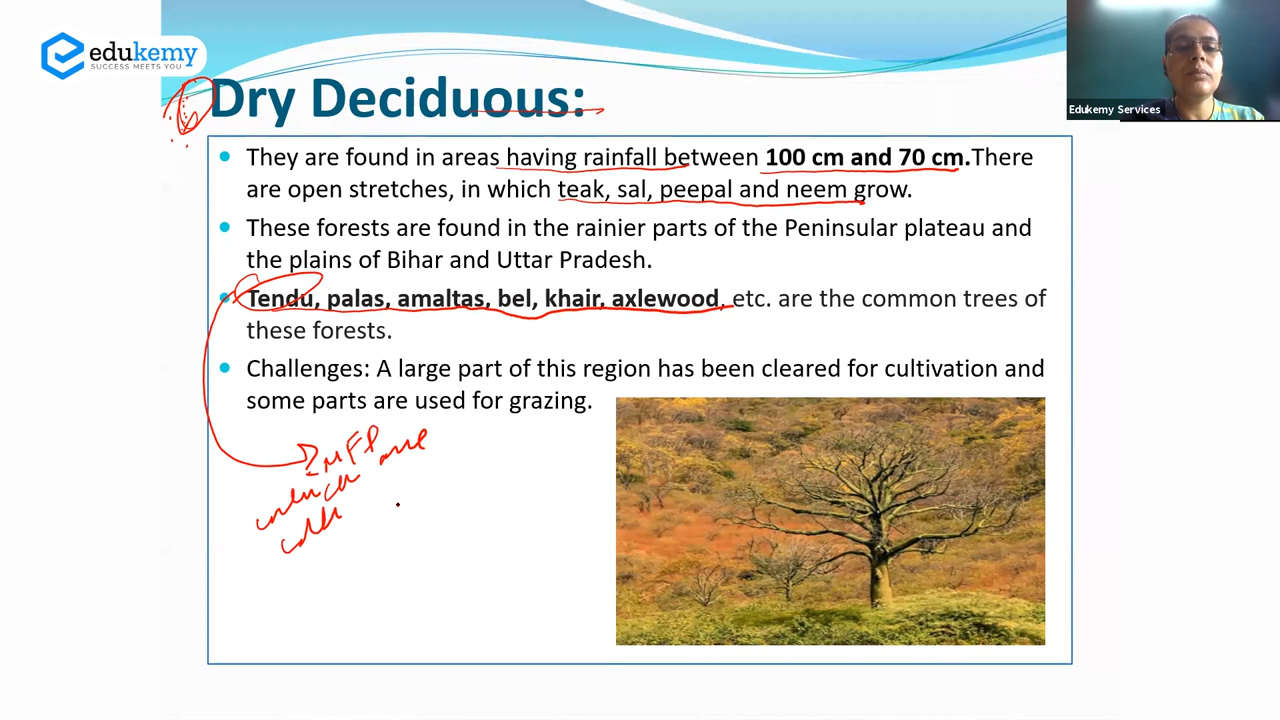 edukemy
SUCCESS MEETS YOU
Edukemy Services
6
Dry Deciduous:
They are found in areas having rainfall between 100 cm and 70 cm.There
are open stretches, in which teak, sal, peepal and neem grow.
These forests are found in the rainier parts of the Peninsular plateau and
the plains of Bihar and Uttar Pradesh.
Tendu, palas, amaltas, bel, khair, axlewood, etc. are the common trees of
these forests.
Challenges: A large part of this region has been cleared for cultivation and
some parts are used for grazing.
MFP are